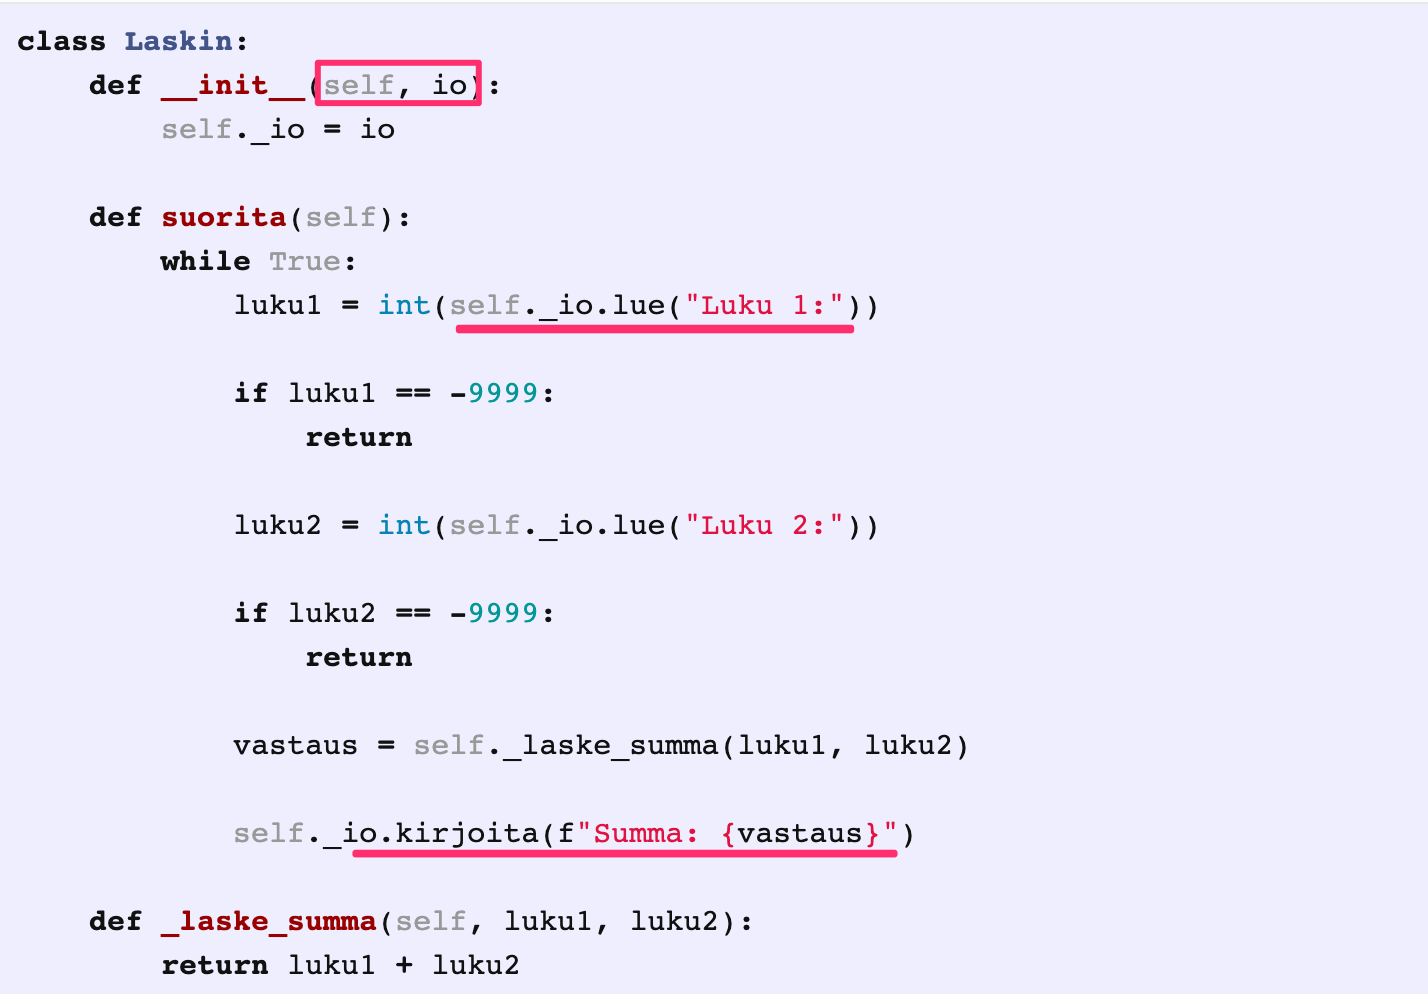 class Laskin:
    def __init__(self, io):
        self._io = io
    def suorita(self):
        while True:
            luku1 = int(self._io.lue("Luku 1:"))
            if luku1 == -9999:
                return
            luku2 = int(self._io.lue("Luku 2:"))
            if luku2 == -9999:
                return
            vastaus = self._laske_summa(luku1, luku2)
            self._io.kirjoita(f"Summa: {vastaus}")
    def _laske_summa(self, luku1, luku2):
        return luku1 + luku2